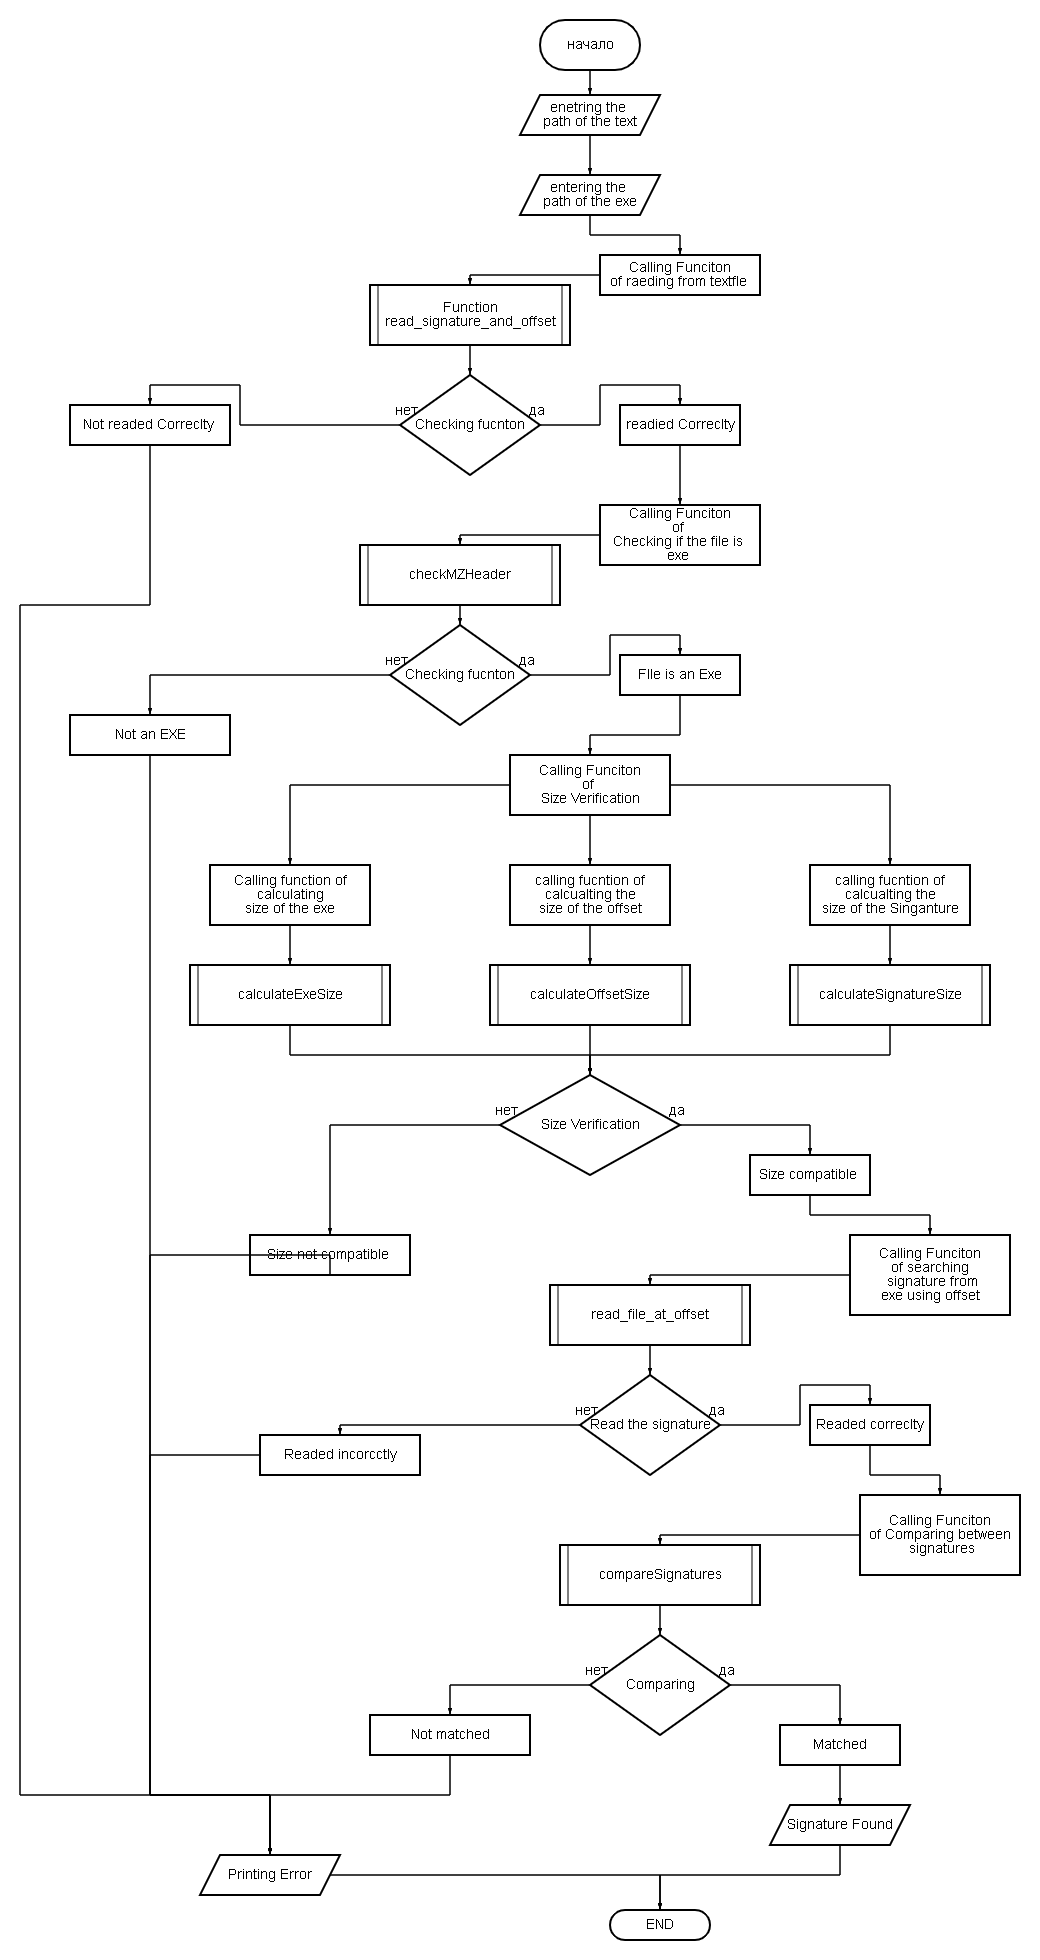 начало
enetring the
path of the text
entering the
path of the exe
Calling Funciton
of raeding from textfle
Function
read_signature_and_offset
нет
да
Not readed Correclty
Checking fucnton
readied Correclty
Calling Funciton
of
Checking if the file is
exe
checkMZHeader
нет
да
Checking fucnton
FIle is an Exe
Not an EXE
Calling Funciton
of
Size Verification
Calling function of
calculating
size of the exe
calling fucntion of
calcualting the
size of the offset
calling fucntion of
calcualting the
size of the Singanture
calculateExeSize
calculateOffsetSize
calculateSignatureSize
нет
да
Size Verification
Size compatible
Size not compatible
Calling Funciton
of searching
signature from
exe using offset
read_file_at_offset
нет
да
Read the signature
Readed correclty
Readed incorcctly
Calling Funciton
of Comparing between
signatures
compareSignatures
нет
да
Comparing
Not matched
Matched
Signature Found
Printing Error
END